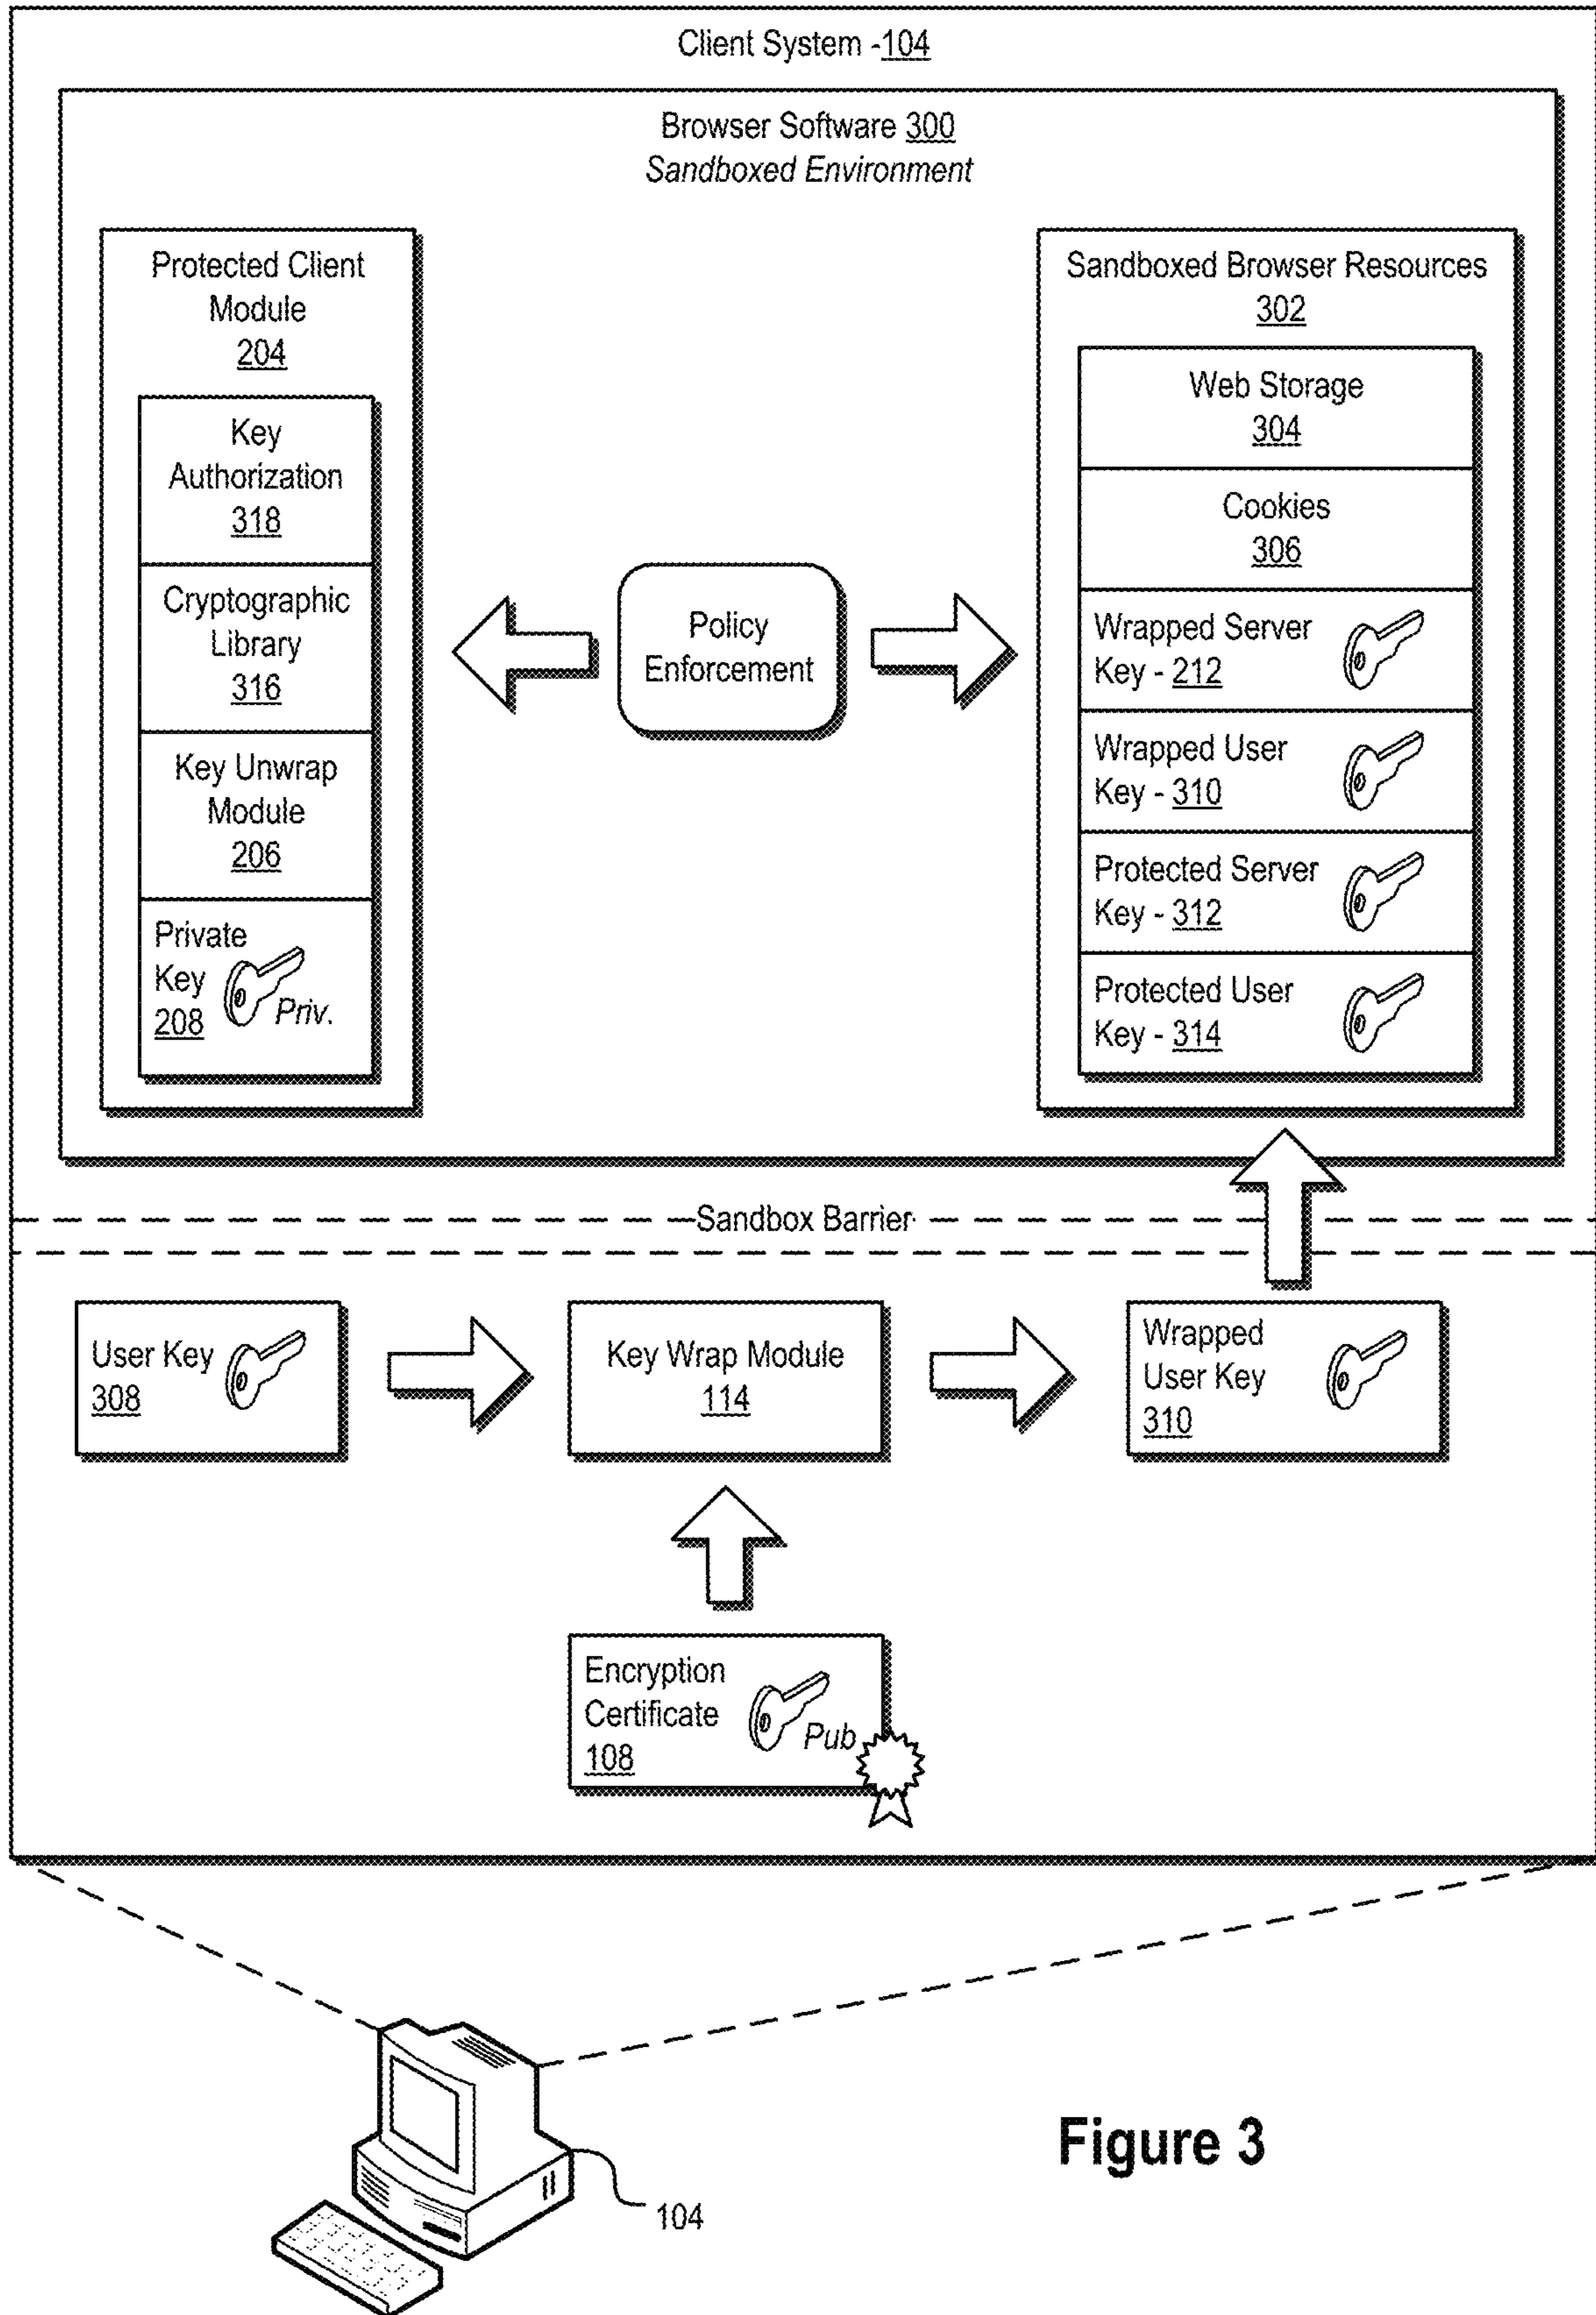 Client System -104
Browser Software 300
Sandboxed Environment
Protected Client
Module
204
Key
Authorization
318
Cryptographic
Library
316
Key Unwrap
Module
206
Private
Key
208
Priv.
Policy
Enforcement
Sandboxed Browser Resources
302
Web Storage
304
Cookies
306
Wrapped Server
Key - 212
Wrapped User
Key - 310
Protected Server
Key - 312
Protected User
Key - 314
Sandbox Barrier
User Key
308
Key Wrap Module
114
Wrapped
User Key
310
Encryption
Certificate
108
Pub
104
Figure 3